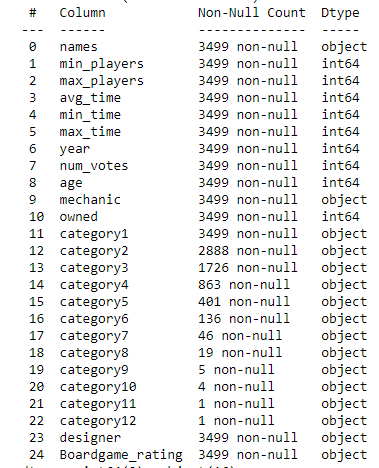 # Column Non-Null Count Dtype
--- ------ -------------- -----
0 names 3499 non-null object
1 min_players 3499 non-null int64
2 max_players 3499 non-null int64
3 avg_time 3499 non-null int64
4 min_time 3499 non-null int64
5 max_time 3499 non-null int64
6 year 3499 non-null int64
7 num_votes 3499 non-null int64
8 age 3499 non-null int64
9 mechanic 3499 non-null object
10 owned 3499 non-null int64
11 category1 3499 non-null object
12 category2 2888 non-null object
13 category3 1726 non-null object
14 category4 863 non-null object
15 category5 401 non-null object
16 category6 136 non-null object
17 category7 46 non-null object
18 category8 19 non-null object
19 category9 5 non-null object
20 category10 4 non-null object
21 category11 1 non-null object
22 category12 1 non-null object
23 designer 3499 non-null object
24 Boardgame_rating 3499 non-null object